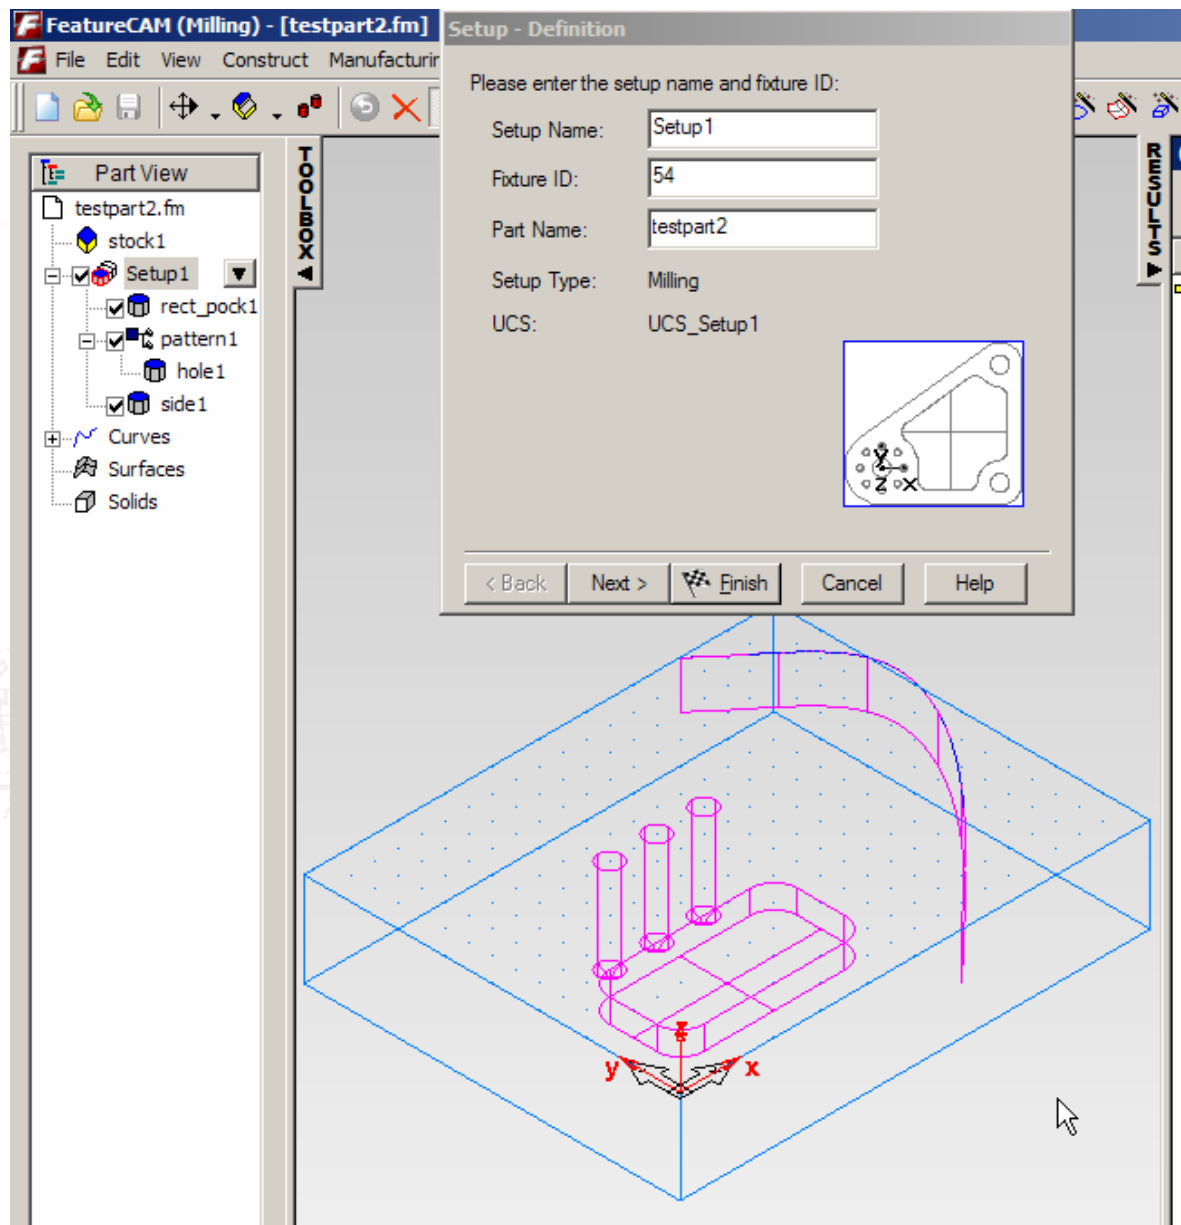 FeatureCAM (Milling) - [testpart2.fm]
File Edit View Construct Manufacturin
TOOLBOX
Part View
testpart2.fm
stock1
Setup1
rect_pock1
pattern1
hole1
side1
Curves
Surfaces
Solids
Setup - Definition
Please enter the setup name and fixture ID:
Setup Name: Setup1
Fixture ID: 54
Part Name: testpart2
Setup Type: Milling
UCS: UCS_Setup1
Y
Z X
< Back Next > Finish Cancel Help
RESULTS
z
y x